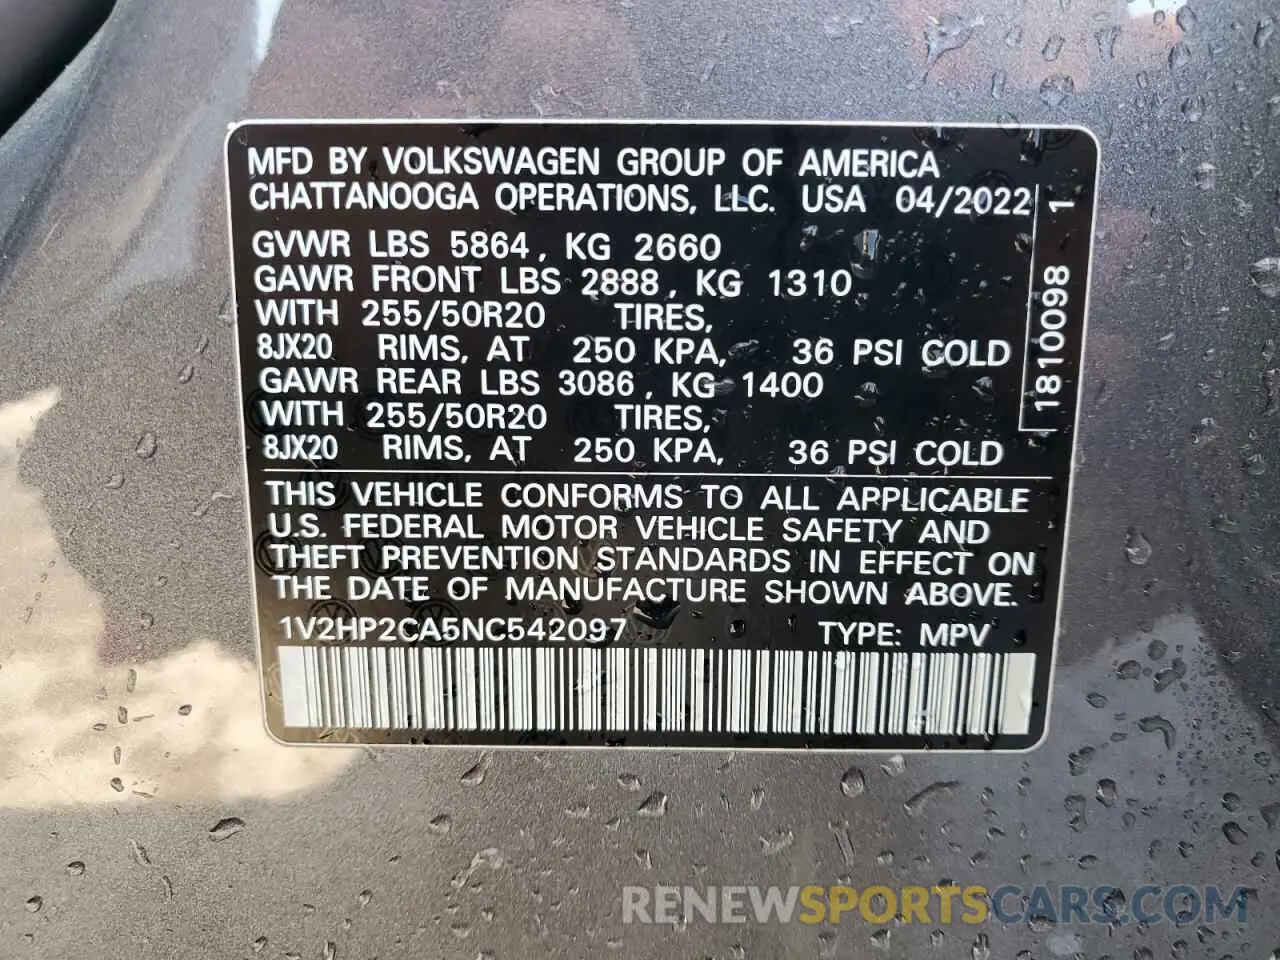 MFD BY VOLKSWAGEN GROUP OF AMERICA
CHATTANOOGA OPERATIONS, LLC. USA 04/2022
GVWR LBS 5864, KG 2660
GAWR FRONT LBS 2888, KG 1310
WITH 255/50R20 TIRES,
8JX20 RIMS, AT 250 KPA, 36 PSI COLD
GAWR REAR LBS 3086, KG 1400
WITH 255/50R20 TIRES,
8JX20 RIMS, AT 250 KPA, 36 PSI COLD
1810098 1
THIS VEHICLE CONFORMS TO ALL APPLICABLE
U.S. FEDERAL MOTOR VEHICLE SAFETY AND
THEFT PREVENTION STANDARDS IN EFFECT ON
THE DATE OF MANUFACTURE SHOWN ABOVE.
1V2HP2CA5NC542097 TYPE: MPV
RENEWSPORTSCARS.COM